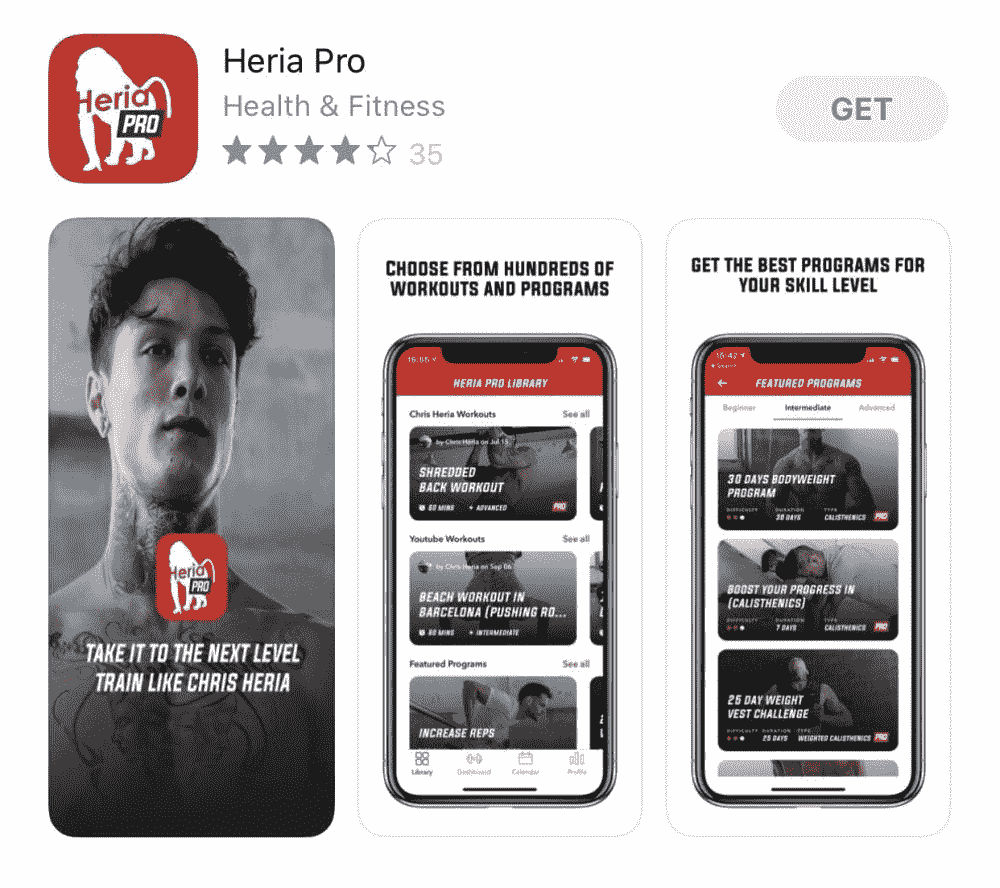 Heria Pro
Health & Fitness
35
GET
Heria
PRO
Heria
PRO
TAKE IT TO THE NEXT LEVEL
TRAIN LIKE CHRIS HERIA
CHOOSE FROM HUNDREDS OF
WORKOUTS AND PROGRAMS
HERIA PRO LIBRARY
Chris Heria Workouts See all
by Chris Heria on Jul 15
SHREDDED
BACK WORKOUT
60 MINS + ADVANCED PRO
Youtube Workouts See all
by Chris Heria on Sep 06
BEACH WORKOUT IN
BARCELONA (PUSHING RO...
60 MINS + INTERMEDIATE
Featured Programs See all
INCREASE REPS
Library Dashboard Calendar Profile
GET THE BEST PROGRAMS FOR
YOUR SKILL LEVEL
15:42
Search
FEATURED PROGRAMS
Beginner Intermediate Advanced
30 DAYS BODYWEIGHT
PROGRAM
DIFFICULTY DURATION TYPE
30 DAYS CALISTHENICS PRO
BOOST YOUR PROGRESS IN
(CALISTHENICS)
DIFFICULTY DURATION TYPE
7 DAYS CALISTHENICS PRO
25 DAY WEIGHT
VEST CHALLENGE
DIFFICULTY DURATION TYPE
25 DAYS WEIGHTED CALISTHENICS PRO